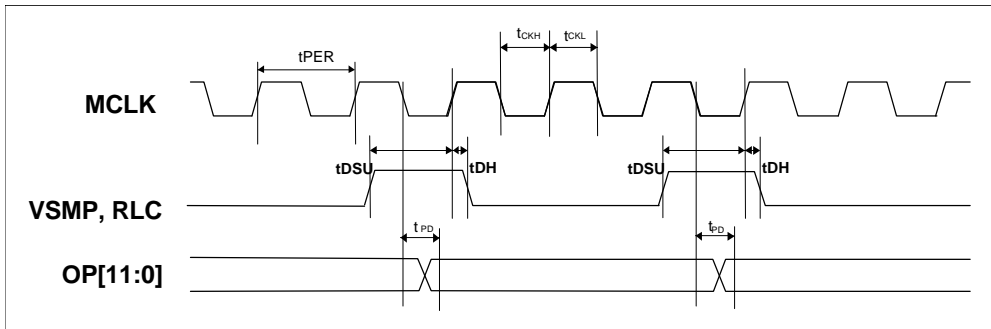 tCKH tCKL
tPER
MCLK
tDSU tDH tDSU tDH
VSMP, RLC
tPD tPD
OP[11:0]